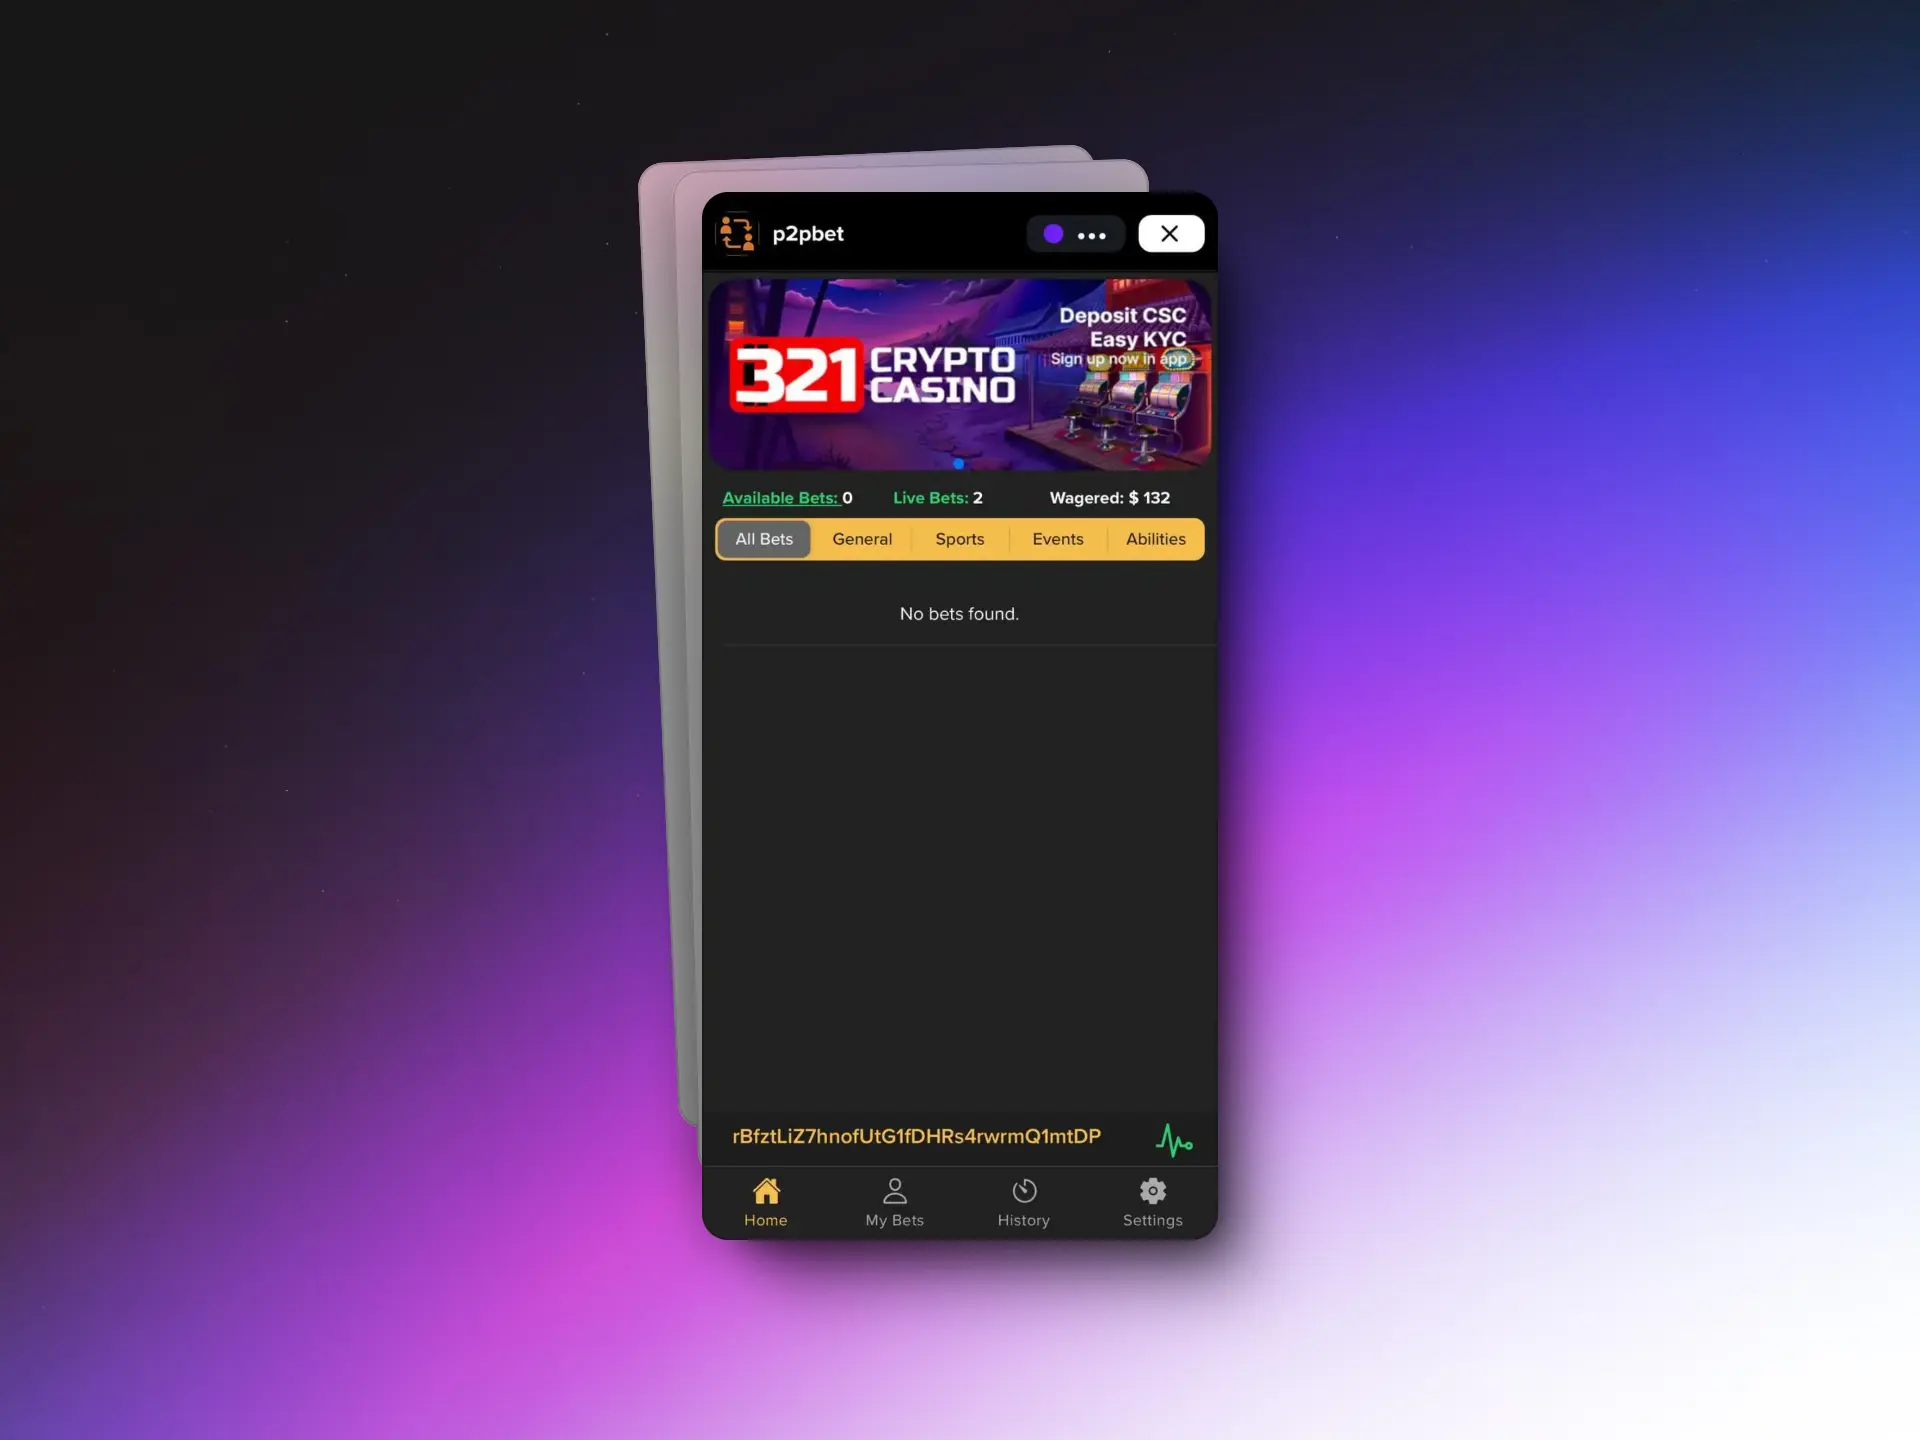 p2pbet
Deposit CSC
Easy KYC
Sign up now in app
321 CRYPTO
CASINO
Available Bets: 0 Live Bets: 2 Wagered: $ 132
All Bets General Sports Events Abilities
No bets found.
rBfztLiZ7hnofUtG1fDHRs4rwrmQ1mtDP
Home My Bets History Settings